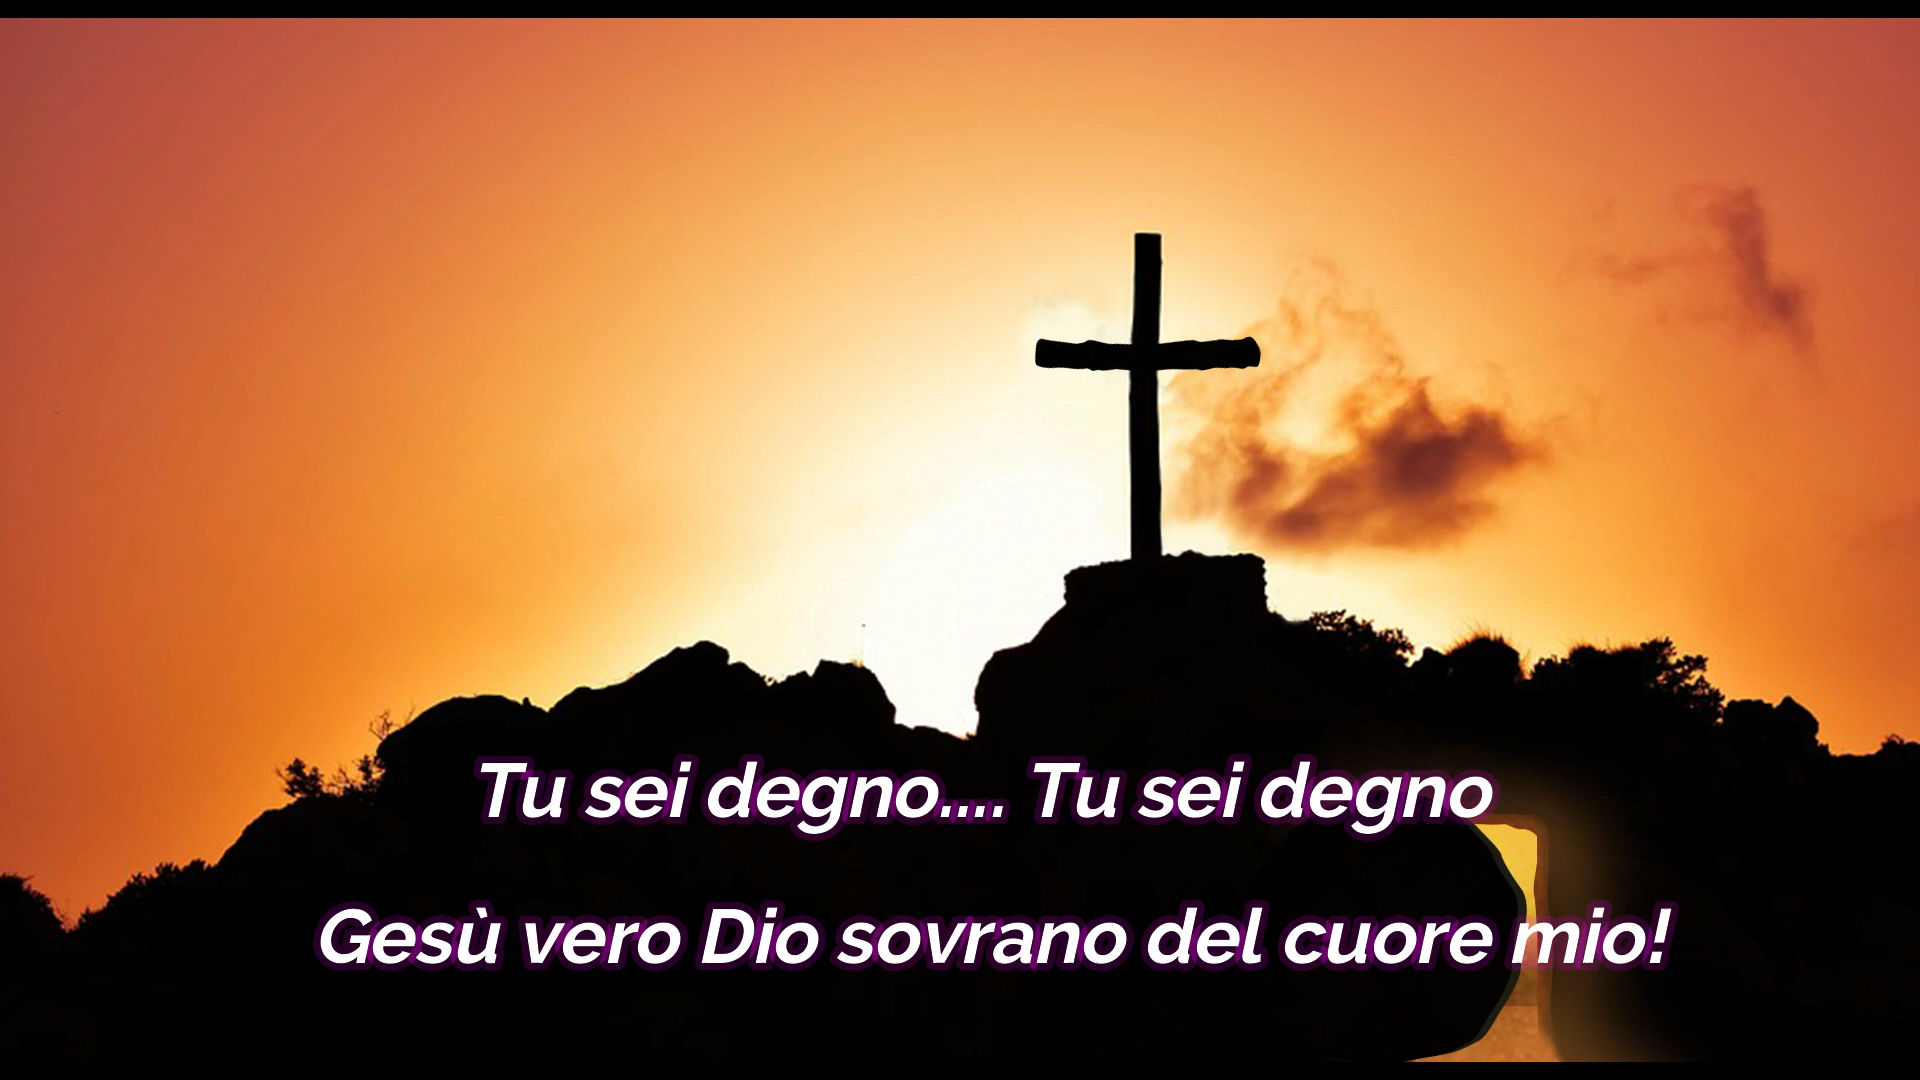 Tu sei degno.... Tu sei degno
Gesù vero Dio sovrano del cuore mio!